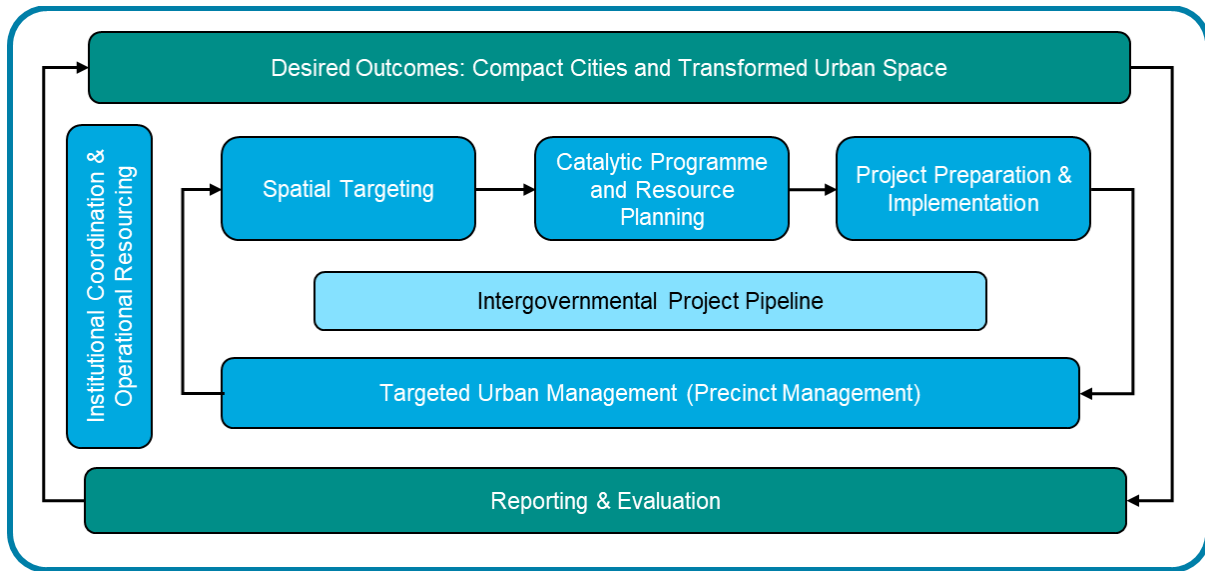 Desired Outcomes: Compact Cities and Transformed Urban Space
Institutional Coordination &
Operational Resourcing
Spatial Targeting
Catalytic Programme
and Resource
Planning
Project Preparation &
Implementation
Intergovernmental Project Pipeline
Targeted Urban Management (Precinct Management)
Reporting & Evaluation